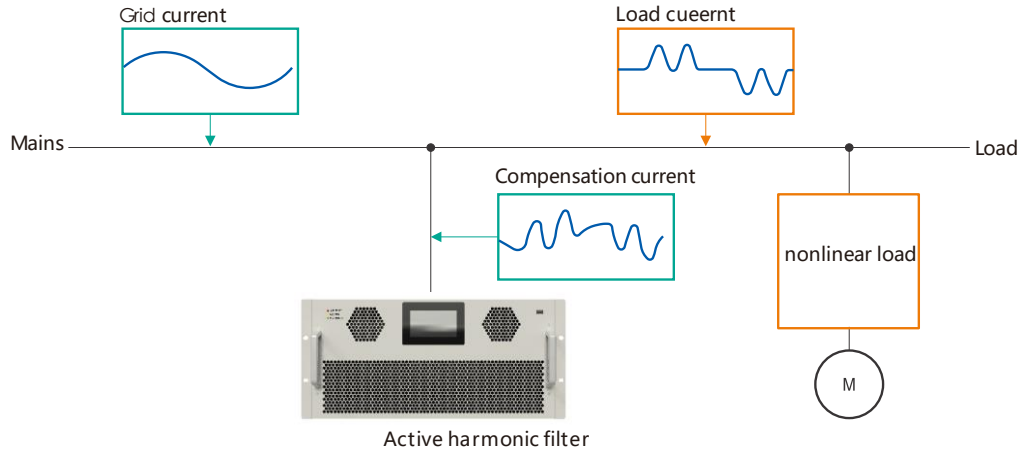 Grid current
Load cueernt
Mains
Load
Compensation current
nonlinear load
M
Active harmonic filter